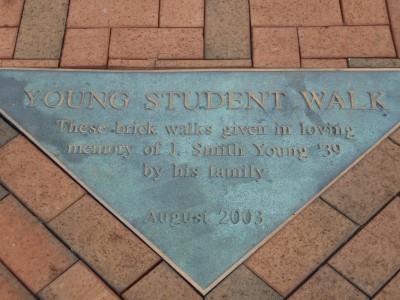 YOUNG STUDENT WALK
These brick walks given in loving
memory of J. Smith Young '39
by his family
August 2003